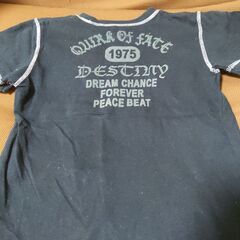 QUIRK OF FATE
1975
DESTINY
DREAM CHANCE
FOREVER
PEACE BEAT